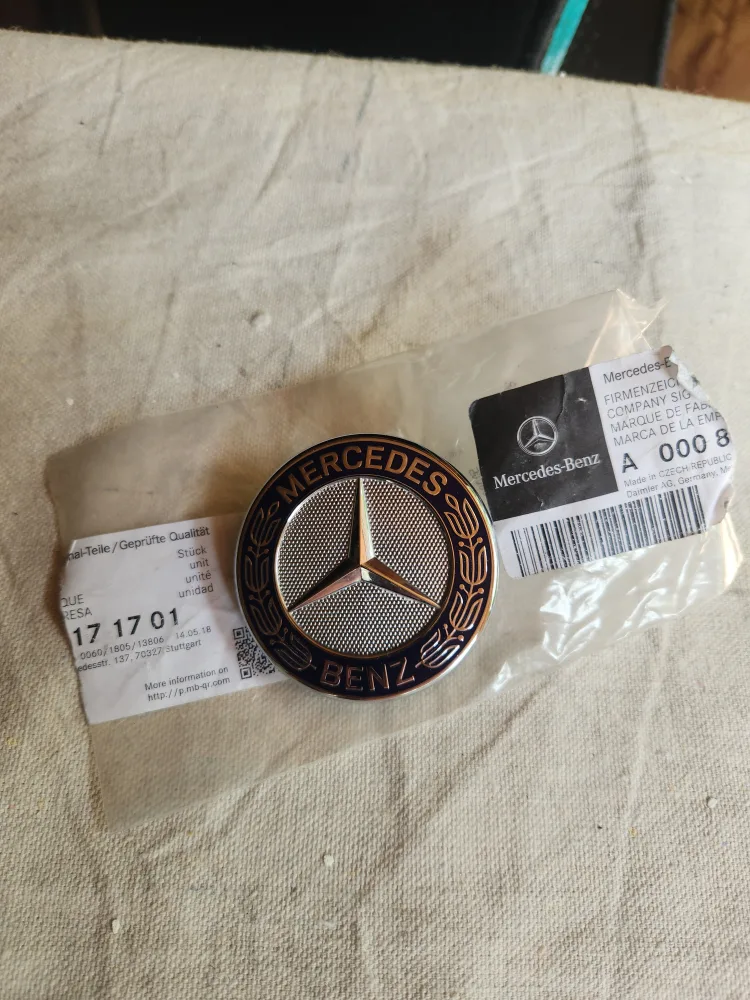 MERCEDES
BENZ
nal-Teile / Geprüfte Qualität
Stück
unit
unité
unidad
QUE
RESA
17 17 01
0060/1805/13806 14.05.18
edesstr. 137, 70327 Stuttgart
More information on
http://p.mb-qr.com
Mercedes-Benz
Mercedes-B
FIRMENZEIC
COMPANY SIG
MARQUE DE FAB
MARCA DE LA EMP
A 000 8
Made in CZECH REPUBLIC
Daimler AG, Germany, M